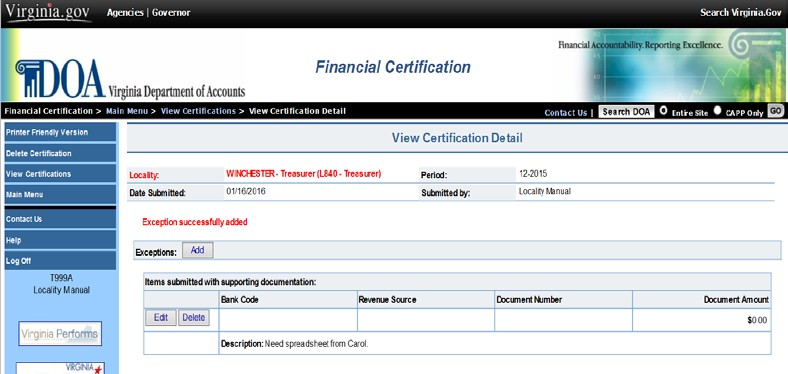 Virginia.gov Agencies | Governor Search Virginia.Gov
Financial Accountability. Reporting Excellence.
DOA Virginia Department of Accounts
Financial Certification
Financial Certification > Main Menu > View Certifications > View Certification Detail Contact Us | Search DOA Entire Site CAPP Only GO
Printer Friendly Version
Delete Certification
View Certifications
Main Menu
Contact Us
Help
Log Off
T999A
Locality Manual
Virginia Performs
VIRGINIA
View Certification Detail
Locality: WINCHESTER - Treasurer (L840 - Treasurer) Period: 12-2015
Date Submitted: 01/16/2016 Submitted by: Locality Manual
Exception successfully added
Exceptions: Add
Items submitted with supporting documentation:
Bank Code Revenue Source Document Number Document Amount
Edit Delete $0.00
Description: Need spreadsheet from Carol.